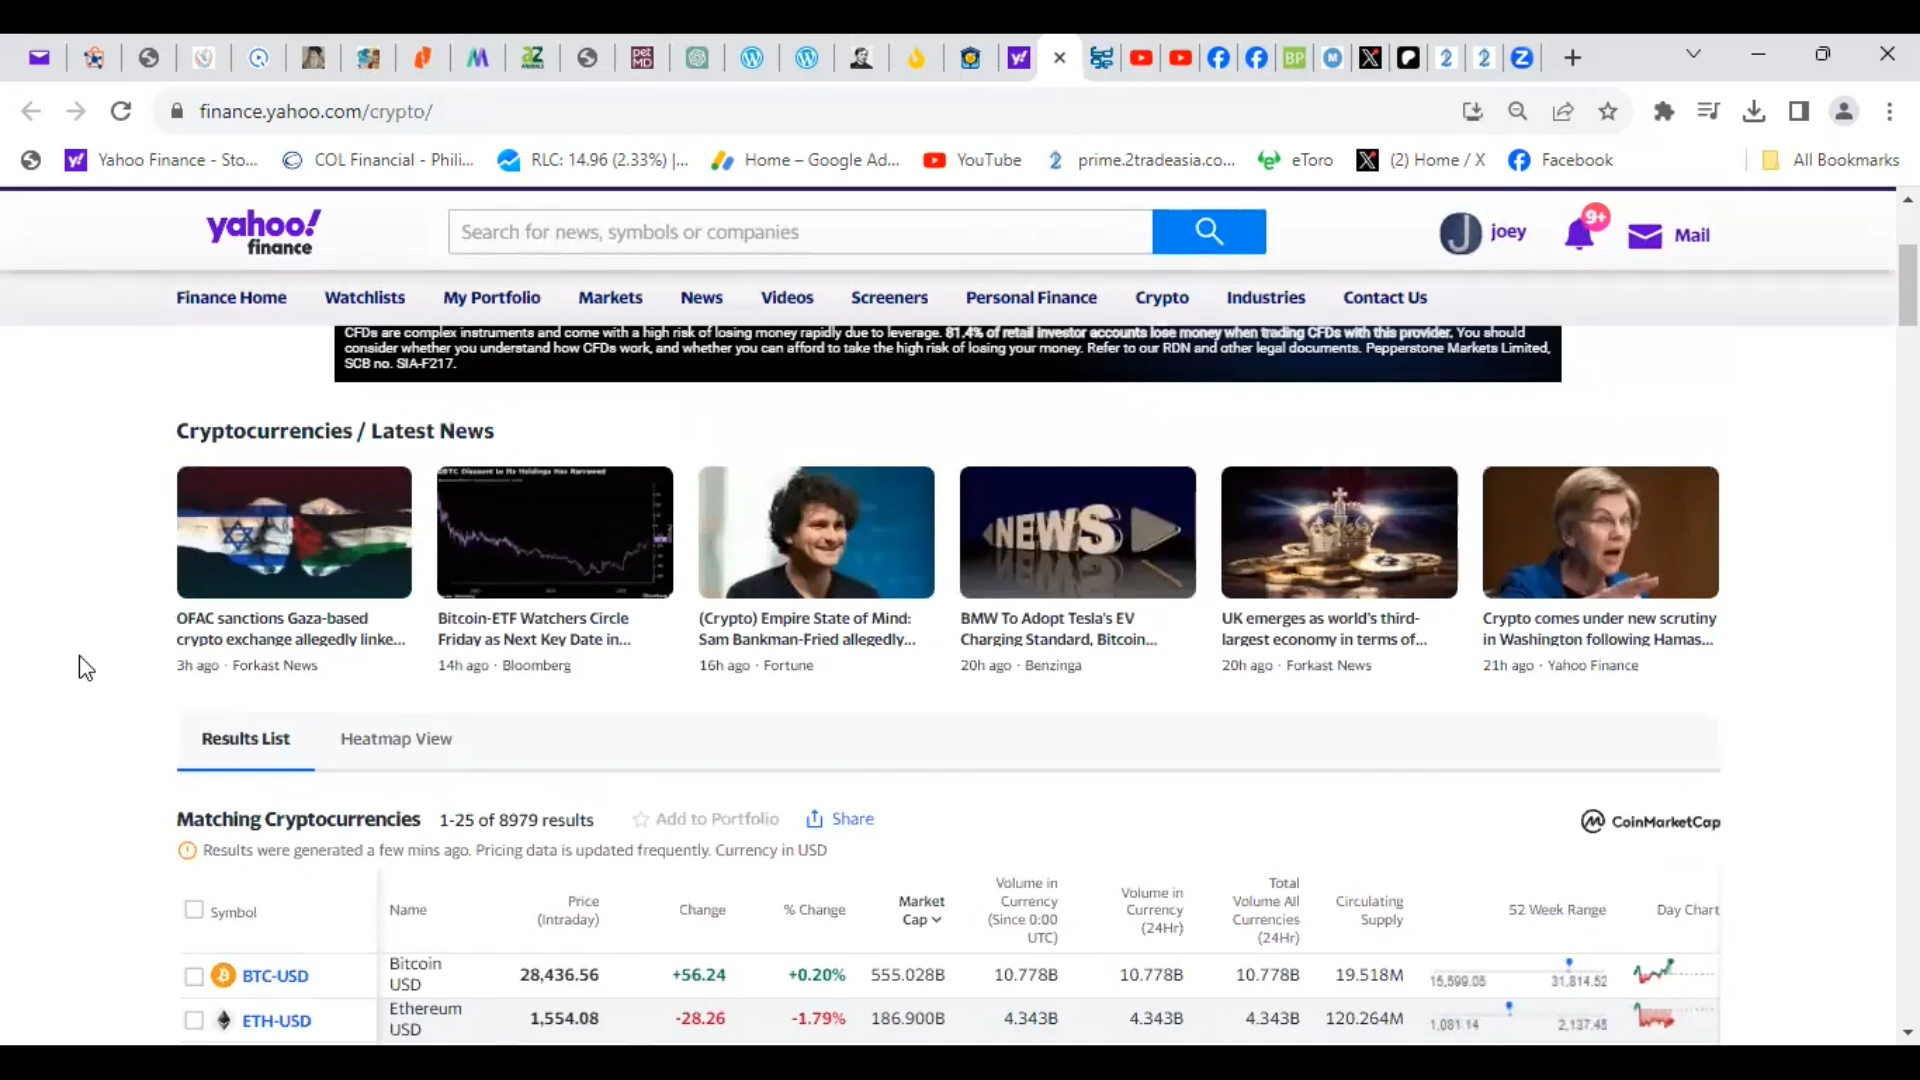 finance.yahoo.com/crypto/
Yahoo Finance - Sto... COL Financial - Phili... RLC: 14.96 (2.33%) |... Home – Google Ad... YouTube 2 prime.2tradeasia.co... eToro (2) Home / X Facebook All Bookmarks
yahoo!
finance
Search for news, symbols or companies
J joey
9+
Mail
Finance Home Watchlists My Portfolio Markets News Videos Screeners Personal Finance Crypto Industries Contact Us
CFDs are complex instruments and come with a high risk of losing money rapidly due to leverage. 81.4% of retail investor accounts lose money when trading CFDs with this provider. You should
consider whether you understand how CFDs work, and whether you can afford to take the high risk of losing your money. Refer to our RDN and other legal documents. Pepperstone Markets Limited,
SCB no. SIA-F217.
Cryptocurrencies / Latest News
NEWS
OFAC sanctions Gaza-based
crypto exchange allegedly linke...
3h ago · Forkast News
Bitcoin-ETF Watchers Circle
Friday as Next Key Date in...
14h ago · Bloomberg
(Crypto) Empire State of Mind:
Sam Bankman-Fried allegedly...
16h ago · Fortune
BMW To Adopt Tesla's EV
Charging Standard, Bitcoin...
20h ago · Benzinga
UK emerges as world's third-
largest economy in terms of...
20h ago · Forkast News
Crypto comes under new scrutiny
in Washington following Hamas...
21h ago · Yahoo Finance
Results List Heatmap View
Matching Cryptocurrencies 1-25 of 8979 results Add to Portfolio Share
CoinMarketCap
Results were generated a few mins ago. Pricing data is updated frequently. Currency in USD
Symbol
Name
Price
(Intraday)
Change
% Change
Market
Cap
Volume in
Currency
(Since 0:00
UTC)
Volume in
Currency
(24Hr)
Total
Volume All
Currencies
(24Hr)
Circulating
Supply
52 Week Range
Day Chart
BTC-USD
Bitcoin
USD
28,436.56 +56.24 +0.20% 555.028B 10.778B 10.778B 10.778B 19.518M 15,599.05 31,814.52
ETH-USD
Ethereum
USD
1,554.08 -28.26 -1.79% 186.900B 4.343B 4.343B 4.343B 120.264M 1,081.14 2,137.45